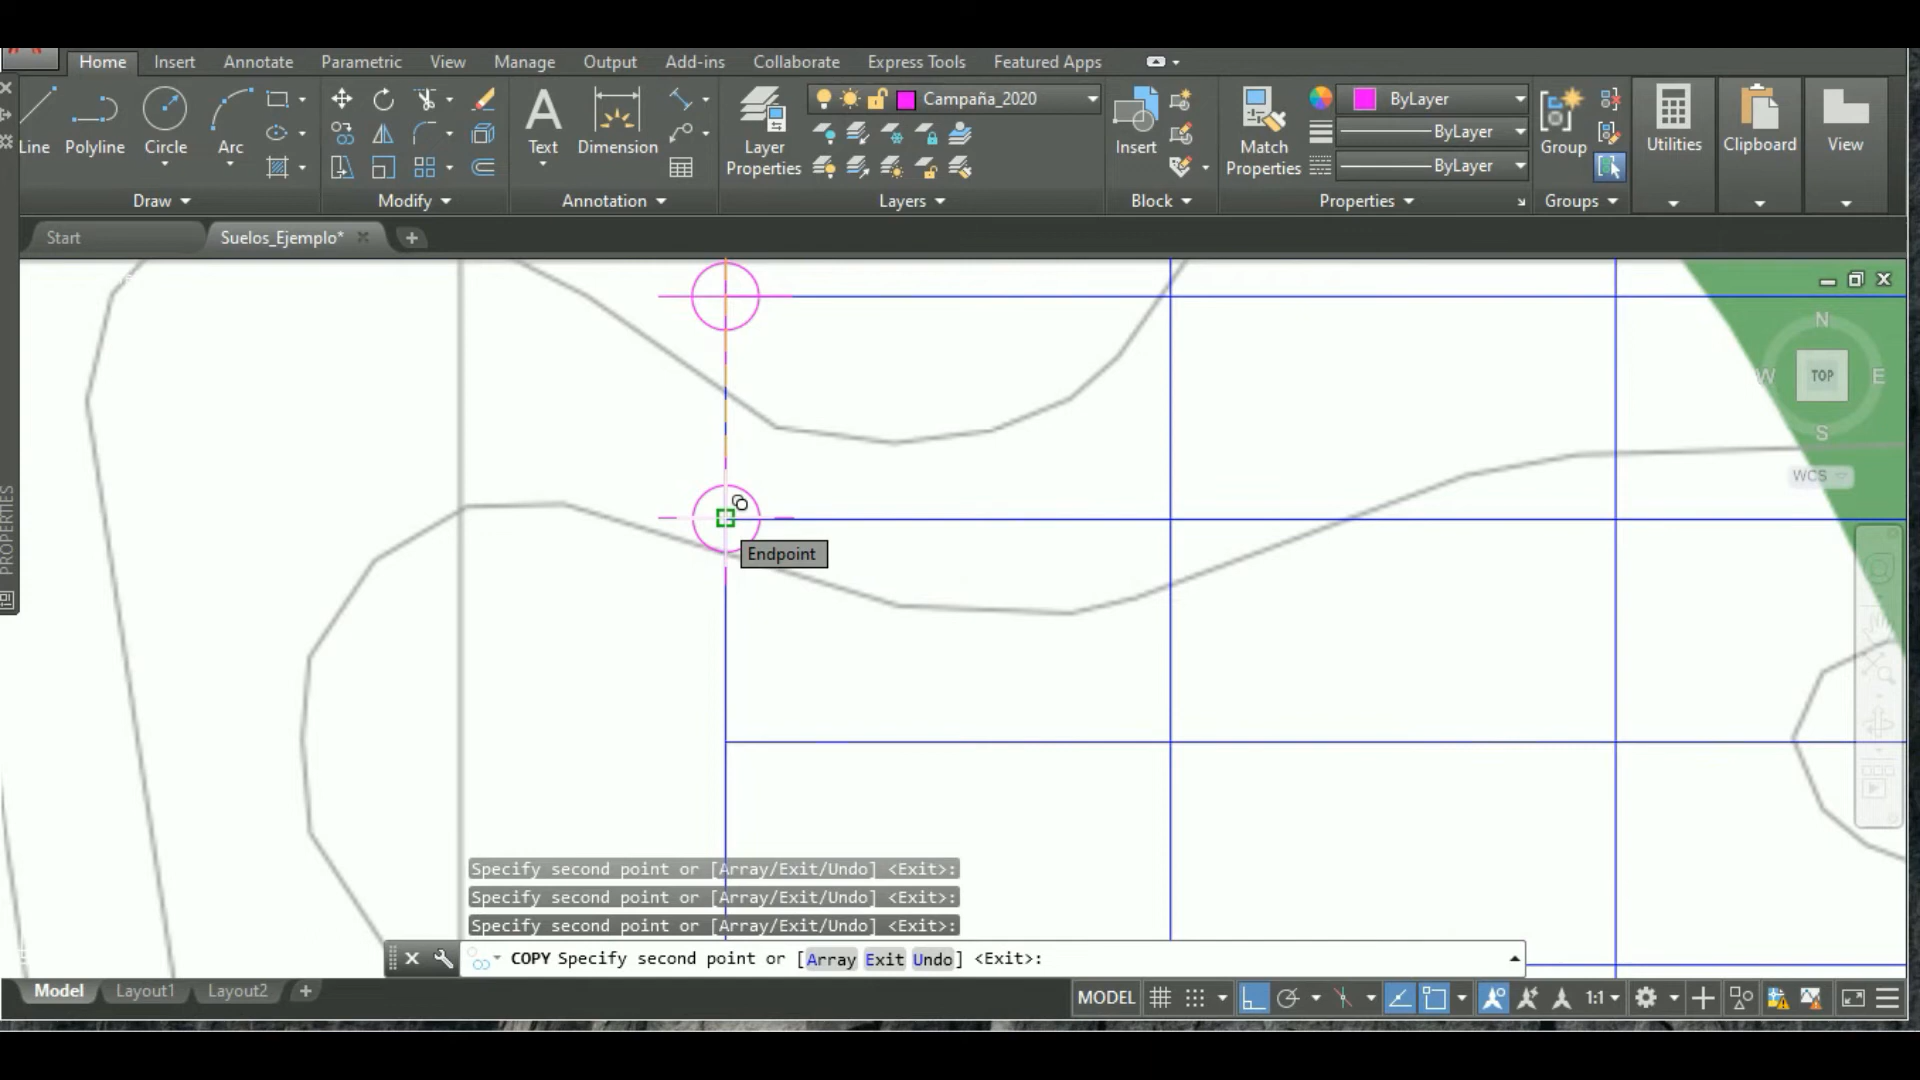 Home Insert Annotate Parametric View Add-ins Manage Output Collaborate Express Tools Featured Apps
Campaña_2020
ByLayer
ByLayer
ByLayer
Line Polyline Circle Arc
Text Dimension
Layer Properties
Insert
Match Properties
Group
Utilities Clipboard View
Draw Modify Annotation Layers Block Properties Groups
Start Suelos_Ejemplo*
N
W TOP E
S
WCS
PROPERTIES
Endpoint
Specify second point or [Array/Exit/Undo] <Exit>:
Specify second point or [Array/Exit/Undo] <Exit>:
Specify second point or [Array/Exit/Undo] <Exit>:
COPY Specify second point or [Array Exit Undo] <Exit>:
Model Layout1 Layout2
MODEL 1:1